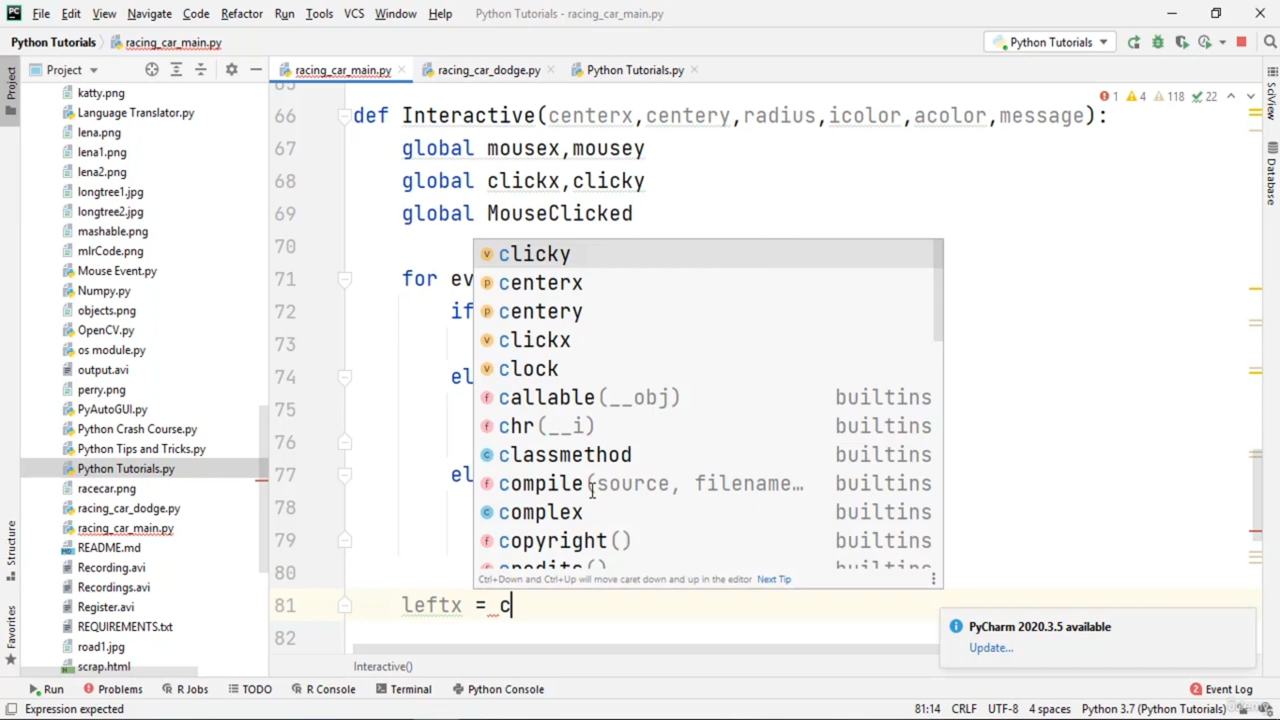 PC File Edit View Navigate Code Refactor Run Tools VCS Window Help Python Tutorials - racing_car_main.py
Python Tutorials racing_car_main.py Python Tutorials
Project
racing_car_main.py racing_car_dodge.py Python Tutorials.py
1 4 118 22
katty.png
Language Translator.py
lena.png
lena1.png
lena2.png
longtree1.jpg
longtree2.jpg
mashable.png
mlrCode.png
Mouse Event.py
Numpy.py
objects.png
OpenCV.py
os module.py
output.avi
perry.png
PyAutoGUI.py
Python Crash Course.py
Python Tips and Tricks.py
Python Tutorials.py
racecar.png
racing_car_dodge.py
racing_car_main.py
README.md
Recording.avi
Recordings.avi
Register.avi
REQUIREMENTS.txt
road1.jpg
scrap.html
Project
Structure
Favorites
65
66 def Interactive(centerx,centery,radius,icolor,acolor,message):
67 global mousex,mousey
68 global clickx,clicky
69 global MouseClicked
70
71 for ev
72 if
73
74 el
75
76
77 el
78
79
80
81 leftx = c
82
v clicky
p centerx
p centery
v clickx
v clock
f callable(__obj) builtins
f chr(__i) builtins
c classmethod builtins
f compile(source, filename… builtins
c complex builtins
f copyright() builtins
f credits() builtins
Ctrl+Down and Ctrl+Up will move caret down and up in the editor Next Tip
SciView
Database
PyCharm 2020.3.5 available
Update...
Interactive()
Run Problems R Jobs TODO R Console Terminal Python Console Event Log
Expression expected 81:14 CRLF UTF-8 4 spaces Python 3.7 (Python Tutorials)